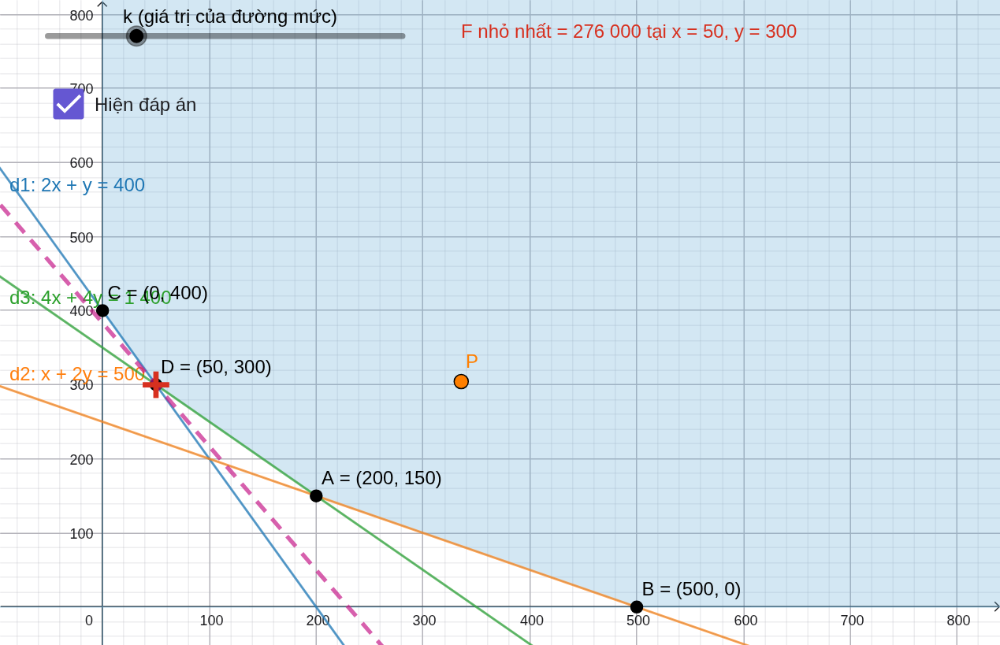 k (giá trị của đường mức)
F nhỏ nhất = 276 000 tại x = 50, y = 300
Hiện đáp án
d1: 2x + y = 400
C = (0, 400)
d3: 4x + 4y = 1 400
D = (50, 300)
d2: x + 2y = 500
P
A = (200, 150)
B = (500, 0)
800
700
600
500
400
300
200
100
0
100
200
300
400
500
600
700
800